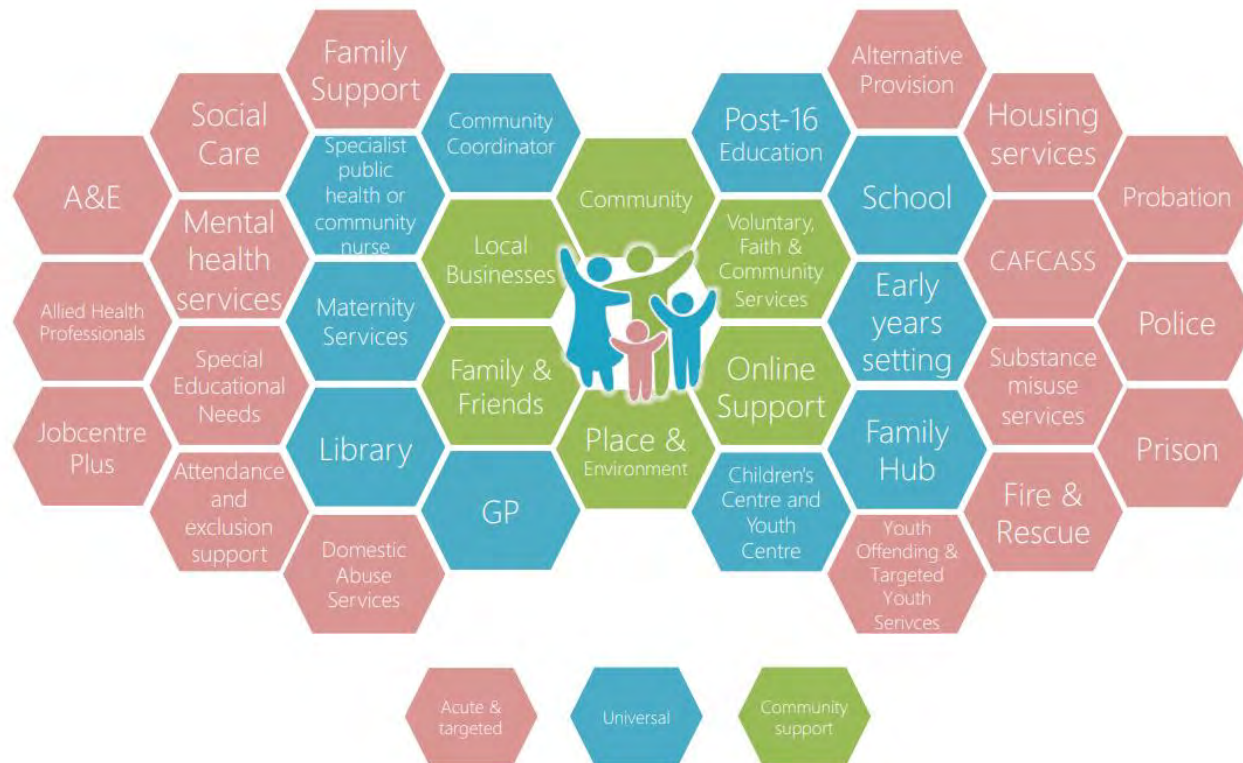 Family
Support
Social
Care
A&E
Mental
health
services
Allied Health
Professionals
Special
Educational
Needs
Jobcentre
Plus
Attendance
and
exclusion
support
Specialist
public
health or
community
nurse
Maternity
Services
Library
Domestic
Abuse
Services
Community
Coordinator
Local
Businesses
Family &
Friends
GP
Community
Place &
Environment
Post-16
Education
Voluntary,
Faith &
Community
Services
Online
Support
Children's
Centre and
Youth
Centre
Alternative
Provision
School
Early
years
setting
Family
Hub
Youth
Offending &
Targeted
Youth
Serivces
Housing
services
CAFCASS
Substance
misuse
services
Fire &
Rescue
Probation
Police
Prison
Acute &
targeted
Universal
Community
support